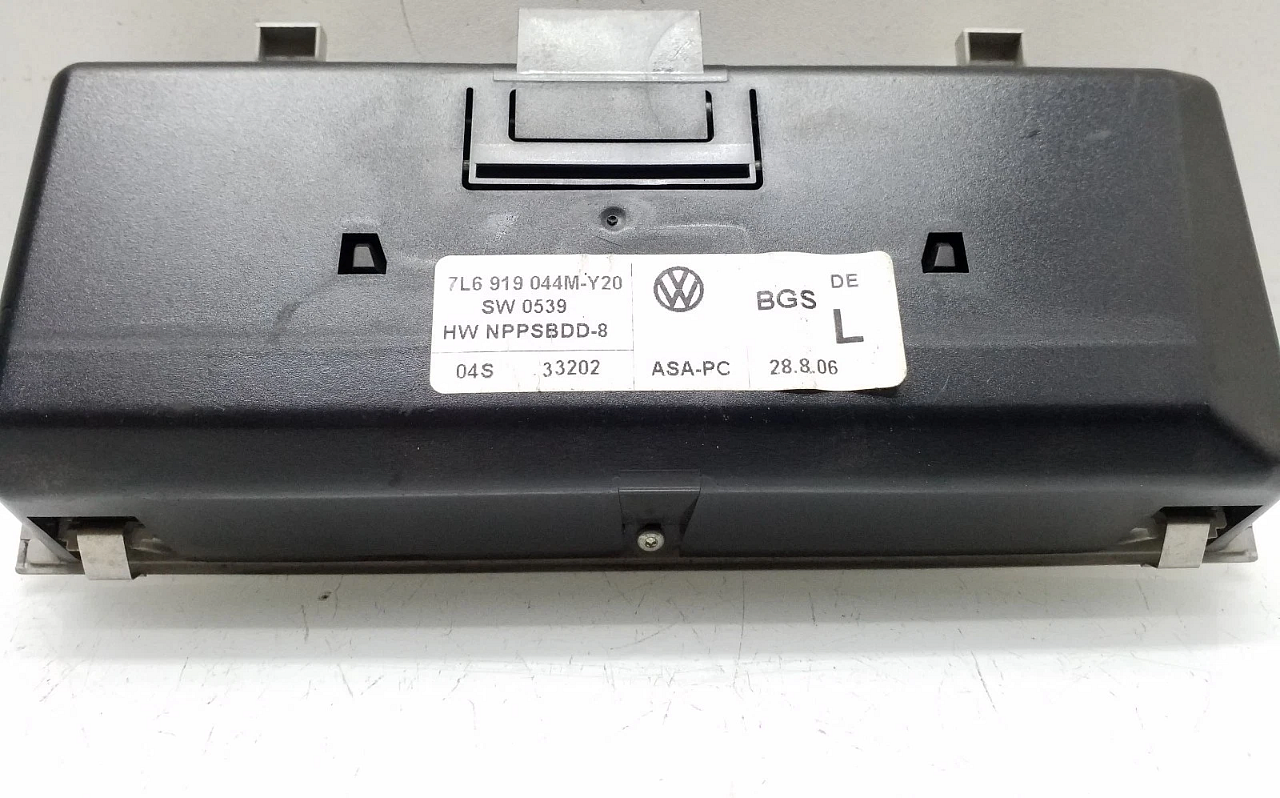 7L6 919 044M-Y20
SW 0539
HW NPPSBDD-8
04S 33202
BGS
DE
L
ASA-PC 28.8.06